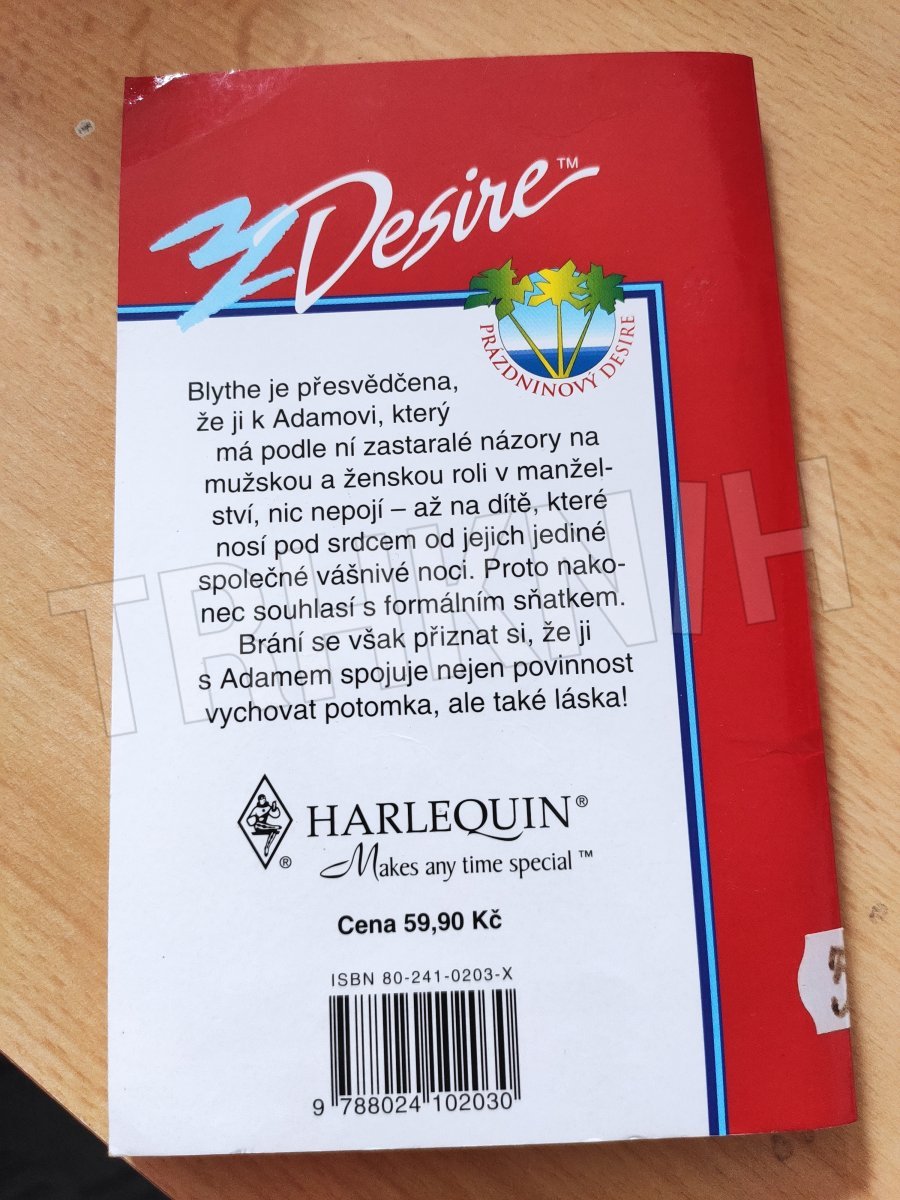 Desire™
PRÁZDNINOVÝ DESIRE
Blythe je přesvědčena,
že ji k Adamovi, který
má podle ní zastaralé názory na
mužskou a ženskou roli v manžel-
ství, nic nepojí – až na dítě, které
nosí pod srdcem od jejich jediné
společné vášnivé noci. Proto nako-
nec souhlasí s formálním sňatkem.
Brání se však přiznat si, že ji
s Adamem spojuje nejen povinnost
vychovat potomka, ale také láska!
HARLEQUIN®
®
Makes any time special™
Cena 59,90 Kč
ISBN 80-241-0203-X
9 788024 102030
TRHKNIH